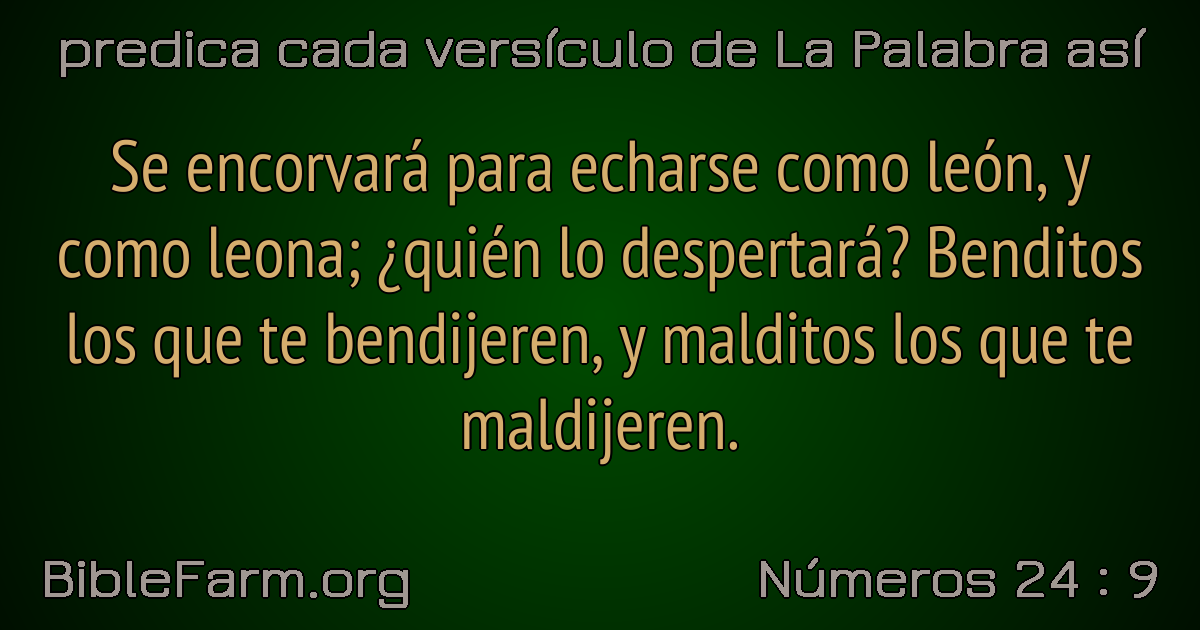 predica cada versículo de La Palabra así
Se encorvará para echarse como león, y
como leona; ¿quién lo despertará? Benditos
los que te bendijeren, y malditos los que te
maldijeren.
BibleFarm.org
Números 24 : 9